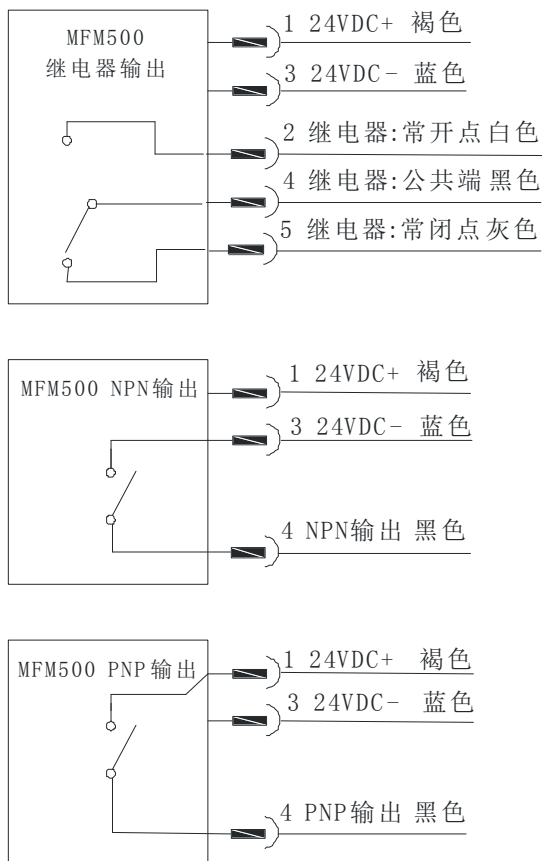 MFM500
继电器输出
1 24VDC+ 褐色
3 24VDC- 蓝色
2 继电器:常开点白色
4 继电器:公共端 黑色
5 继电器:常闭点灰色
MFM500 NPN输出
1 24VDC+ 褐色
3 24VDC- 蓝色
4 NPN输出 黑色
MFM500 PNP输出
1 24VDC+ 褐色
3 24VDC- 蓝色
4 PNP输出 黑色